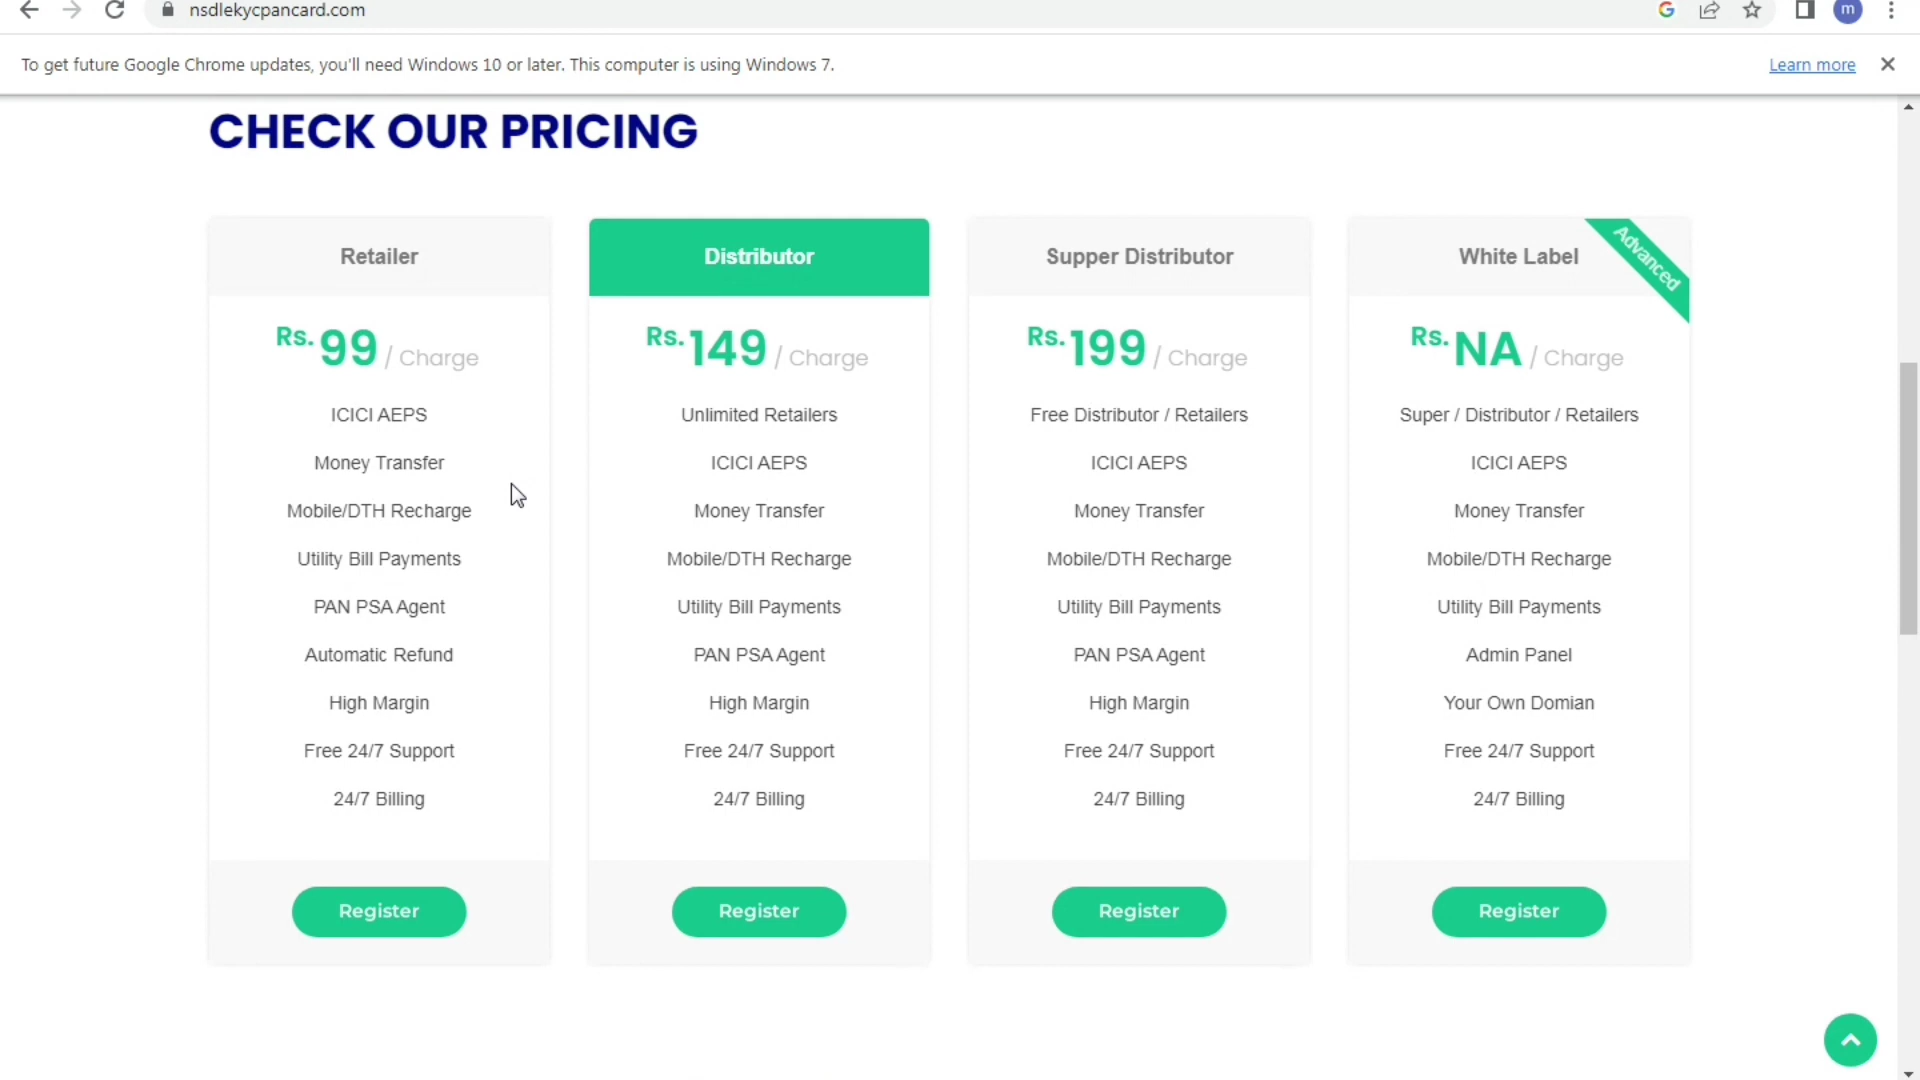 nsdlekycpancard.com
m
To get future Google Chrome updates, you'll need Windows 10 or later. This computer is using Windows 7.
Learn more
CHECK OUR PRICING
Retailer
Rs. 99 / Charge
ICICI AEPS
Money Transfer
Mobile/DTH Recharge
Utility Bill Payments
PAN PSA Agent
Automatic Refund
High Margin
Free 24/7 Support
24/7 Billing
Register
Distributor
Rs. 149 / Charge
Unlimited Retailers
ICICI AEPS
Money Transfer
Mobile/DTH Recharge
Utility Bill Payments
PAN PSA Agent
High Margin
Free 24/7 Support
24/7 Billing
Register
Supper Distributor
Rs. 199 / Charge
Free Distributor / Retailers
ICICI AEPS
Money Transfer
Mobile/DTH Recharge
Utility Bill Payments
PAN PSA Agent
High Margin
Free 24/7 Support
24/7 Billing
Register
White Label
Advanced
Rs. NA / Charge
Super / Distributor / Retailers
ICICI AEPS
Money Transfer
Mobile/DTH Recharge
Utility Bill Payments
Admin Panel
Your Own Domian
Free 24/7 Support
24/7 Billing
Register